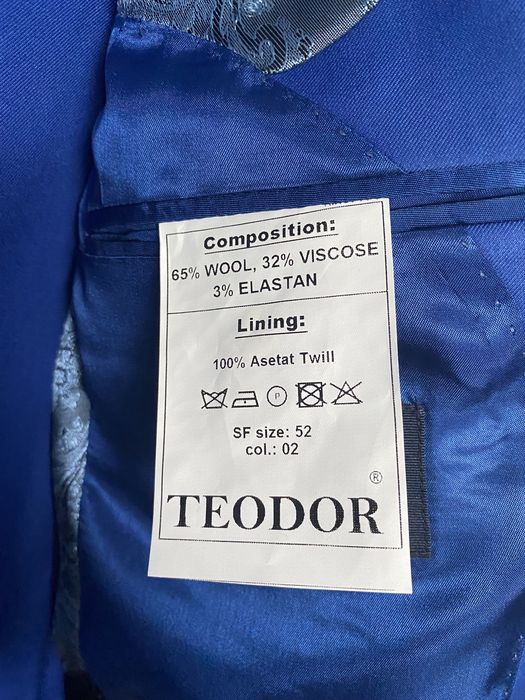 Composition:
65% WOOL, 32% VISCOSE
3% ELASTAN
Lining:
100% Asetat Twill
P
SF size: 52
col.: 02
®
TEODOR